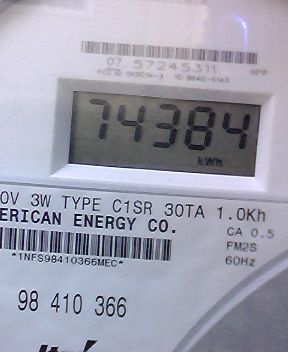 07 57245311
74384
kWh
0V 3W TYPE C1SR 30TA 1.0Kh
ERICAN ENERGY CO.
CA 0.5
FM2S
*1NFS98410366MEC*
60Hz
98 410 366